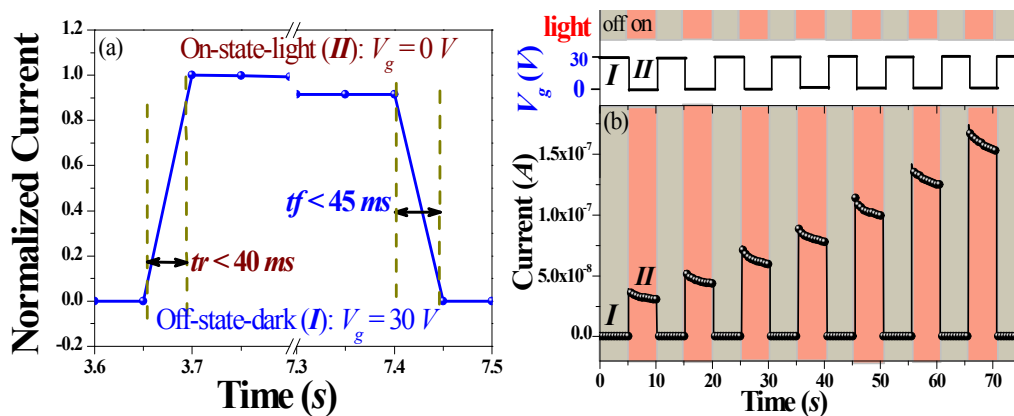 (a)
On-state-light (II): V_g = 0 V
1.2
1.0
0.8
0.6
0.4
0.2
0.0
-0.2
Normalized Current
tf < 45 ms
tr < 40 ms
Off-state-dark (I): V_g = 30 V
3.6 3.7 7.3 7.4 7.5
Time (s)
light off on
V_g (V)
30
0
I II
(b)
1.5x10^-7
1.0x10^-7
5.0x10^-8
0.0
Current (A)
I II
0 10 20 30 40 50 60 70
Time (s)